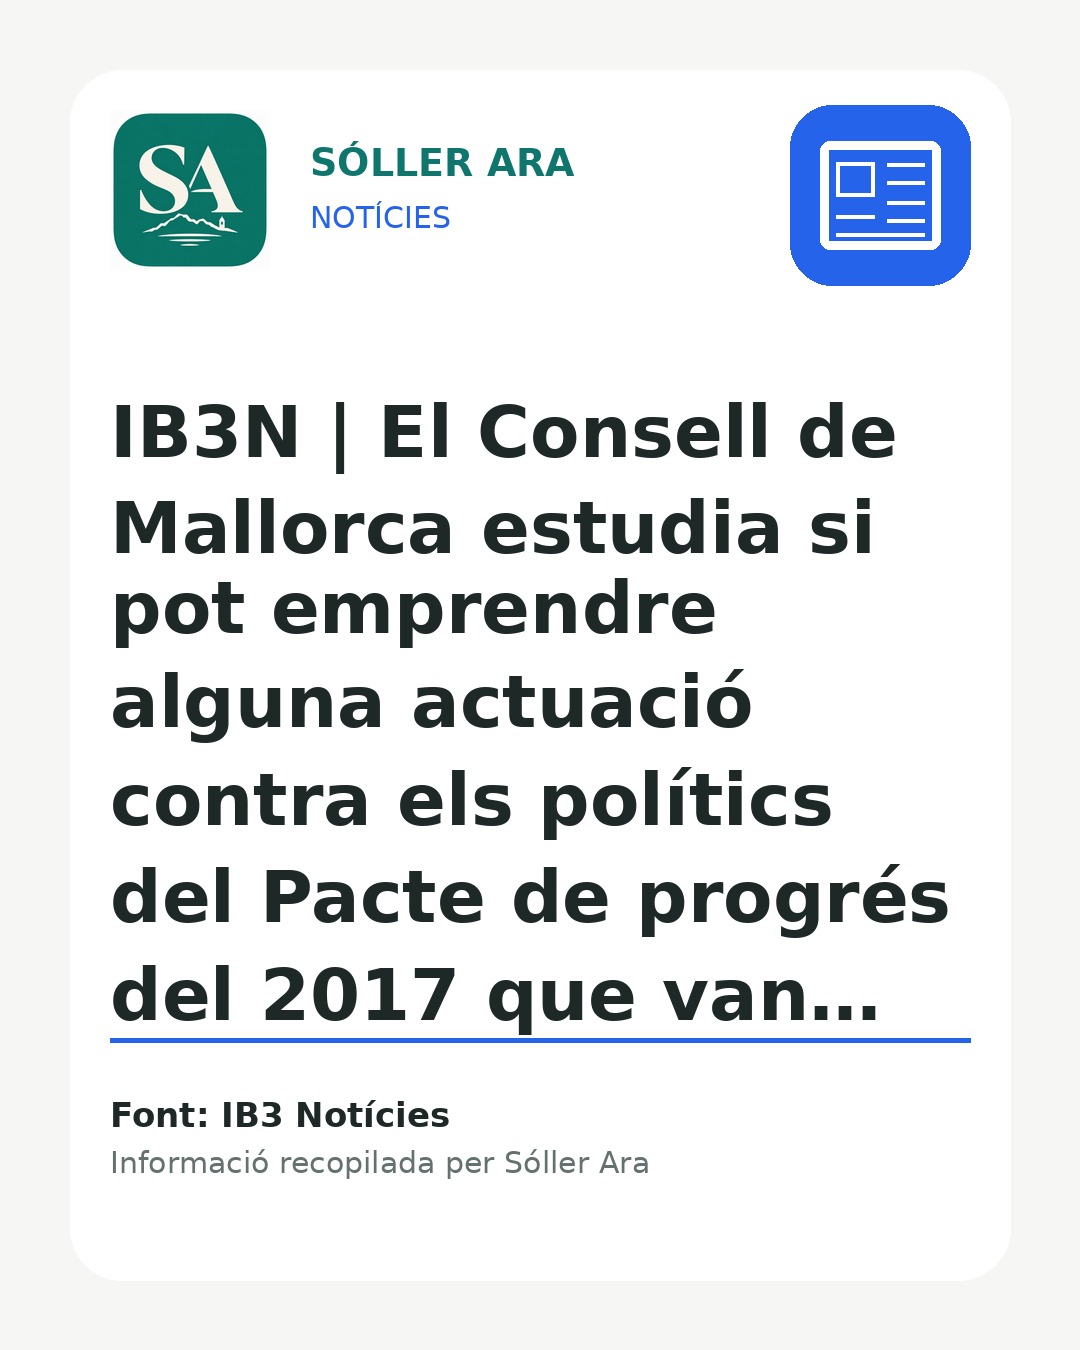 SA
SÓLLER ARA
NOTÍCIES
IB3N | El Consell de
Mallorca estudia si
pot emprendre
alguna actuació
contra els polítics
del Pacte de progrés
del 2017 que van...
Font: IB3 Notícies
Informació recopilada per Sóller Ara